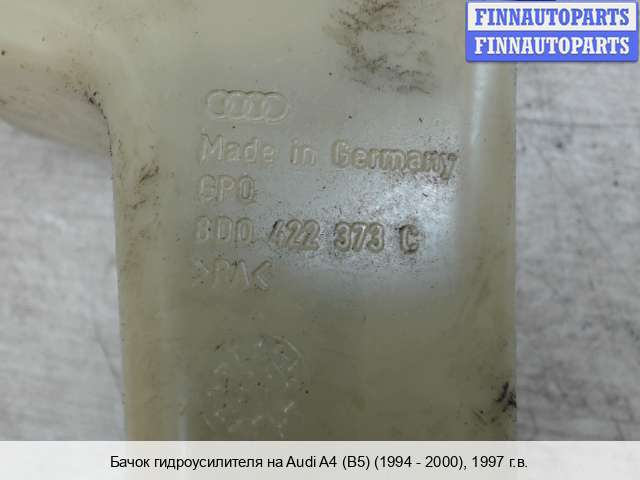 FINNAUTOPARTS
FINNAUTOPARTS
Made in Germany
GPO
8D0 422 373 C
>PA<
Бачок гидроусилителя на Audi A4 (B5) (1994 - 2000), 1997 г.в.